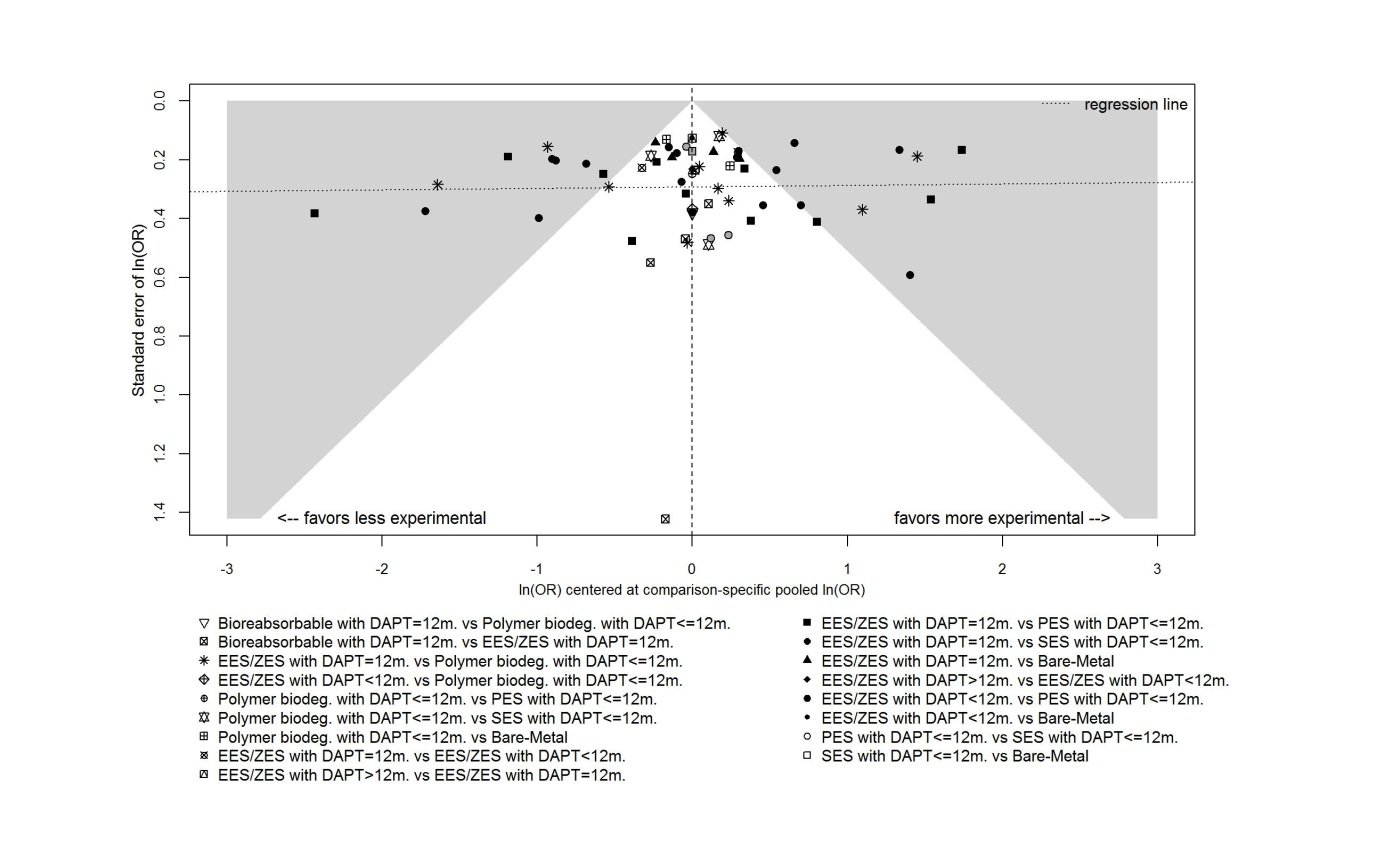 regression line
Standard error of ln(OR)
0.0
0.2
0.4
0.6
0.8
1.0
1.2
1.4
<-- favors less experimental
favors more experimental -->
-3
-2
-1
0
1
2
3
ln(OR) centered at comparison-specific pooled ln(OR)
Bioreabsorbable with DAPT=12m. vs Polymer biodeg. with DAPT<=12m.
Bioreabsorbable with DAPT=12m. vs EES/ZES with DAPT=12m.
EES/ZES with DAPT=12m. vs Polymer biodeg. with DAPT<=12m.
EES/ZES with DAPT<12m. vs Polymer biodeg. with DAPT<=12m.
Polymer biodeg. with DAPT<=12m. vs PES with DAPT<=12m.
Polymer biodeg. with DAPT<=12m. vs SES with DAPT<=12m.
Polymer biodeg. with DAPT<=12m. vs Bare-Metal
EES/ZES with DAPT=12m. vs EES/ZES with DAPT<12m.
EES/ZES with DAPT>12m. vs EES/ZES with DAPT=12m.
EES/ZES with DAPT=12m. vs PES with DAPT<=12m.
EES/ZES with DAPT=12m. vs SES with DAPT<=12m.
EES/ZES with DAPT=12m. vs Bare-Metal
EES/ZES with DAPT>12m. vs EES/ZES with DAPT<12m.
EES/ZES with DAPT<12m. vs PES with DAPT<=12m.
EES/ZES with DAPT<12m. vs Bare-Metal
PES with DAPT<=12m. vs SES with DAPT<=12m.
SES with DAPT<=12m. vs Bare-Metal